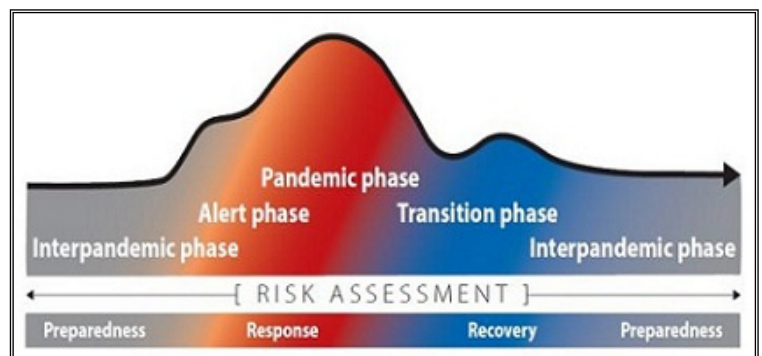 Pandemic phase
Alert phase
Transition phase
Interpandemic phase
Interpandemic phase
[ RISK ASSESSMENT ]
Preparedness
Response
Recovery
Preparedness